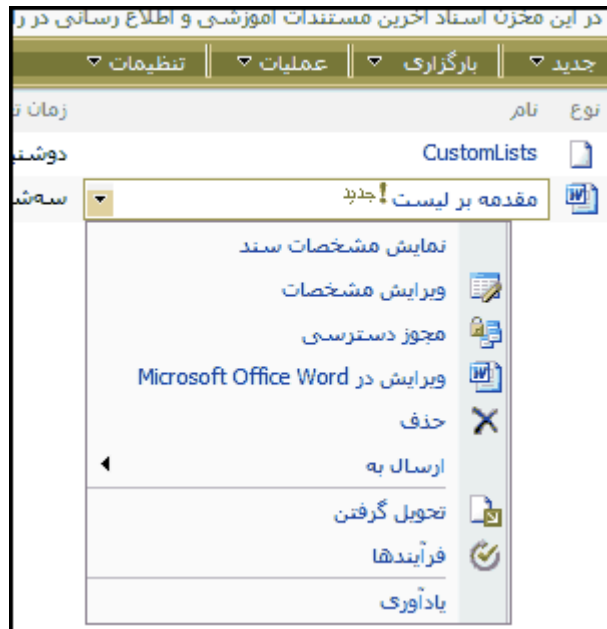 در این مخزن اسناد آخرین مستندات آموزشی و اطلاع رسانی در
جدید بارگزاری عملیات تنظیمات
نوع نام زمان
CustomLists
مقدمه بر لیست ! جدید
نمایش مشخصات سند
ویرایش مشخصات
مجوز دسترسی
ویرایش در Microsoft Office Word
حذف
ارسال به
تحویل گرفتن
فرآیندها
یادآوری